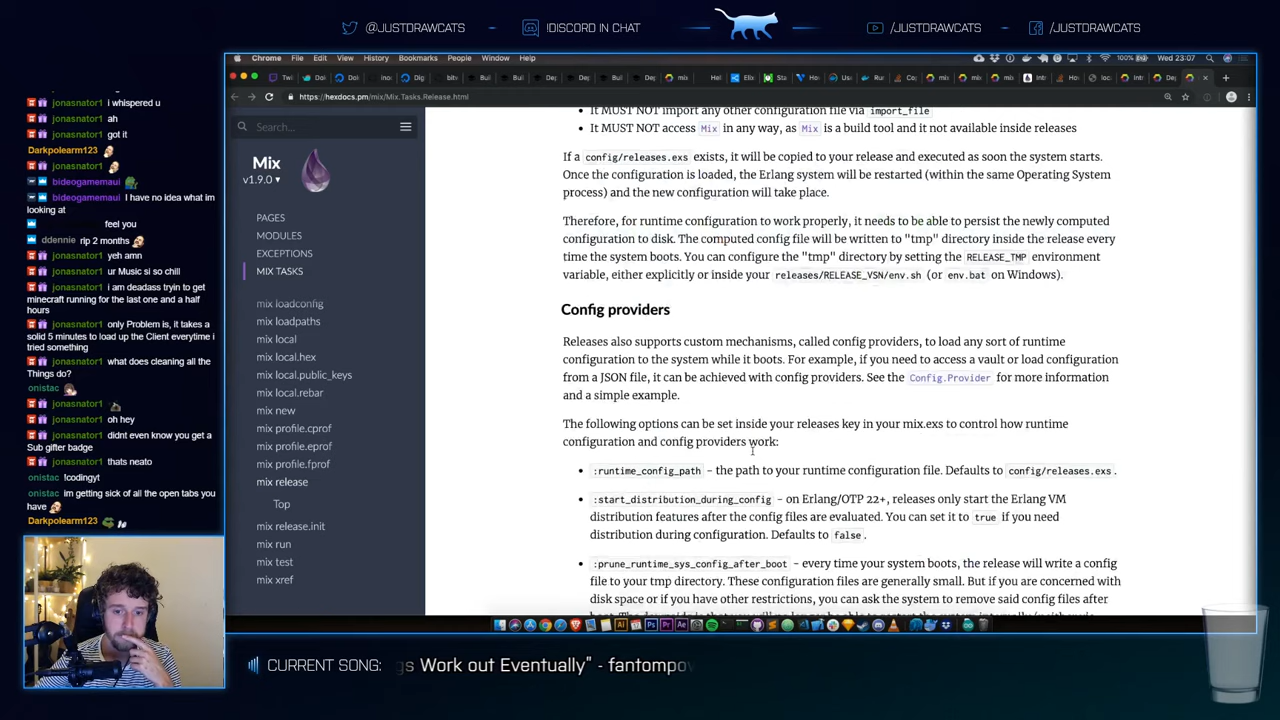 @JUSTDRAWCATS
!DISCORD IN CHAT
/JUSTDRAWCATS
/JUSTDRAWCATS
jonasnator1 i whispered u
jonasnator1 ah
jonasnator1 got it
Darkpolearm123
jonasnator1
bideogamemaui
bideogamemaui I have no idea what im
looking at
feel you
ddennie rip 2 months
jonasnator1 yeh amn
jonasnator1 ur Music si so chill
jonasnator1 i am deadass tryin to get
minecraft running for the last one and a half
hours
jonasnator1 only Problem is, it takes a
solid 5 minutes to load up the Client everytime i
tried something
jonasnator1 what does cleaning all the
Things do?
onistac
jonasnator1
jonasnator1 oh hey
jonasnator1 didnt even know you get a
Sub gifter badge
jonasnator1 thats neato
onistac !codingyt
onistac im getting sick of all the open tabs you
have
Darkpolearm123
Chrome File Edit View History Bookmarks People Window Help
100% Wed 23:07
https://hexdocs.pm/mix/Mix.Tasks.Release.html
Search...
Mix
v1.9.0
PAGES
MODULES
EXCEPTIONS
MIX TASKS
mix loadconfig
mix loadpaths
mix local
mix local.hex
mix local.public_keys
mix local.rebar
mix new
mix profile.cprof
mix profile.eprof
mix profile.fprof
mix release
Top
mix release.init
mix run
mix test
mix xref
It MUST NOT import any other configuration file via import_file
It MUST NOT access Mix in any way, as Mix is a build tool and it not available inside releases
If a config/releases.exs exists, it will be copied to your release and executed as soon the system starts.
Once the configuration is loaded, the Erlang system will be restarted (within the same Operating System
process) and the new configuration will take place.
Therefore, for runtime configuration to work properly, it needs to be able to persist the newly computed
configuration to disk. The computed config file will be written to "tmp" directory inside the release every
time the system boots. You can configure the "tmp" directory by setting the RELEASE_TMP environment
variable, either explicitly or inside your releases/RELEASE_VSN/env.sh (or env.bat on Windows).
Config providers
Releases also supports custom mechanisms, called config providers, to load any sort of runtime
configuration to the system while it boots. For example, if you need to access a vault or load configuration
from a JSON file, it can be achieved with config providers. See the Config.Provider for more information
and a simple example.
The following options can be set inside your releases key in your mix.exs to control how runtime
configuration and config providers work:
:runtime_config_path - the path to your runtime configuration file. Defaults to config/releases.exs.
:start_distribution_during_config - on Erlang/OTP 22+, releases only start the Erlang VM
distribution features after the config files are evaluated. You can set it to true if you need
distribution during configuration. Defaults to false.
:prune_runtime_sys_config_after_boot - every time your system boots, the release will write a config
file to your tmp directory. These configuration files are generally small. But if you are concerned with
disk space or if you have other restrictions, you can ask the system to remove said config files after
CURRENT SONG: gs Work out Eventually" - fantompo